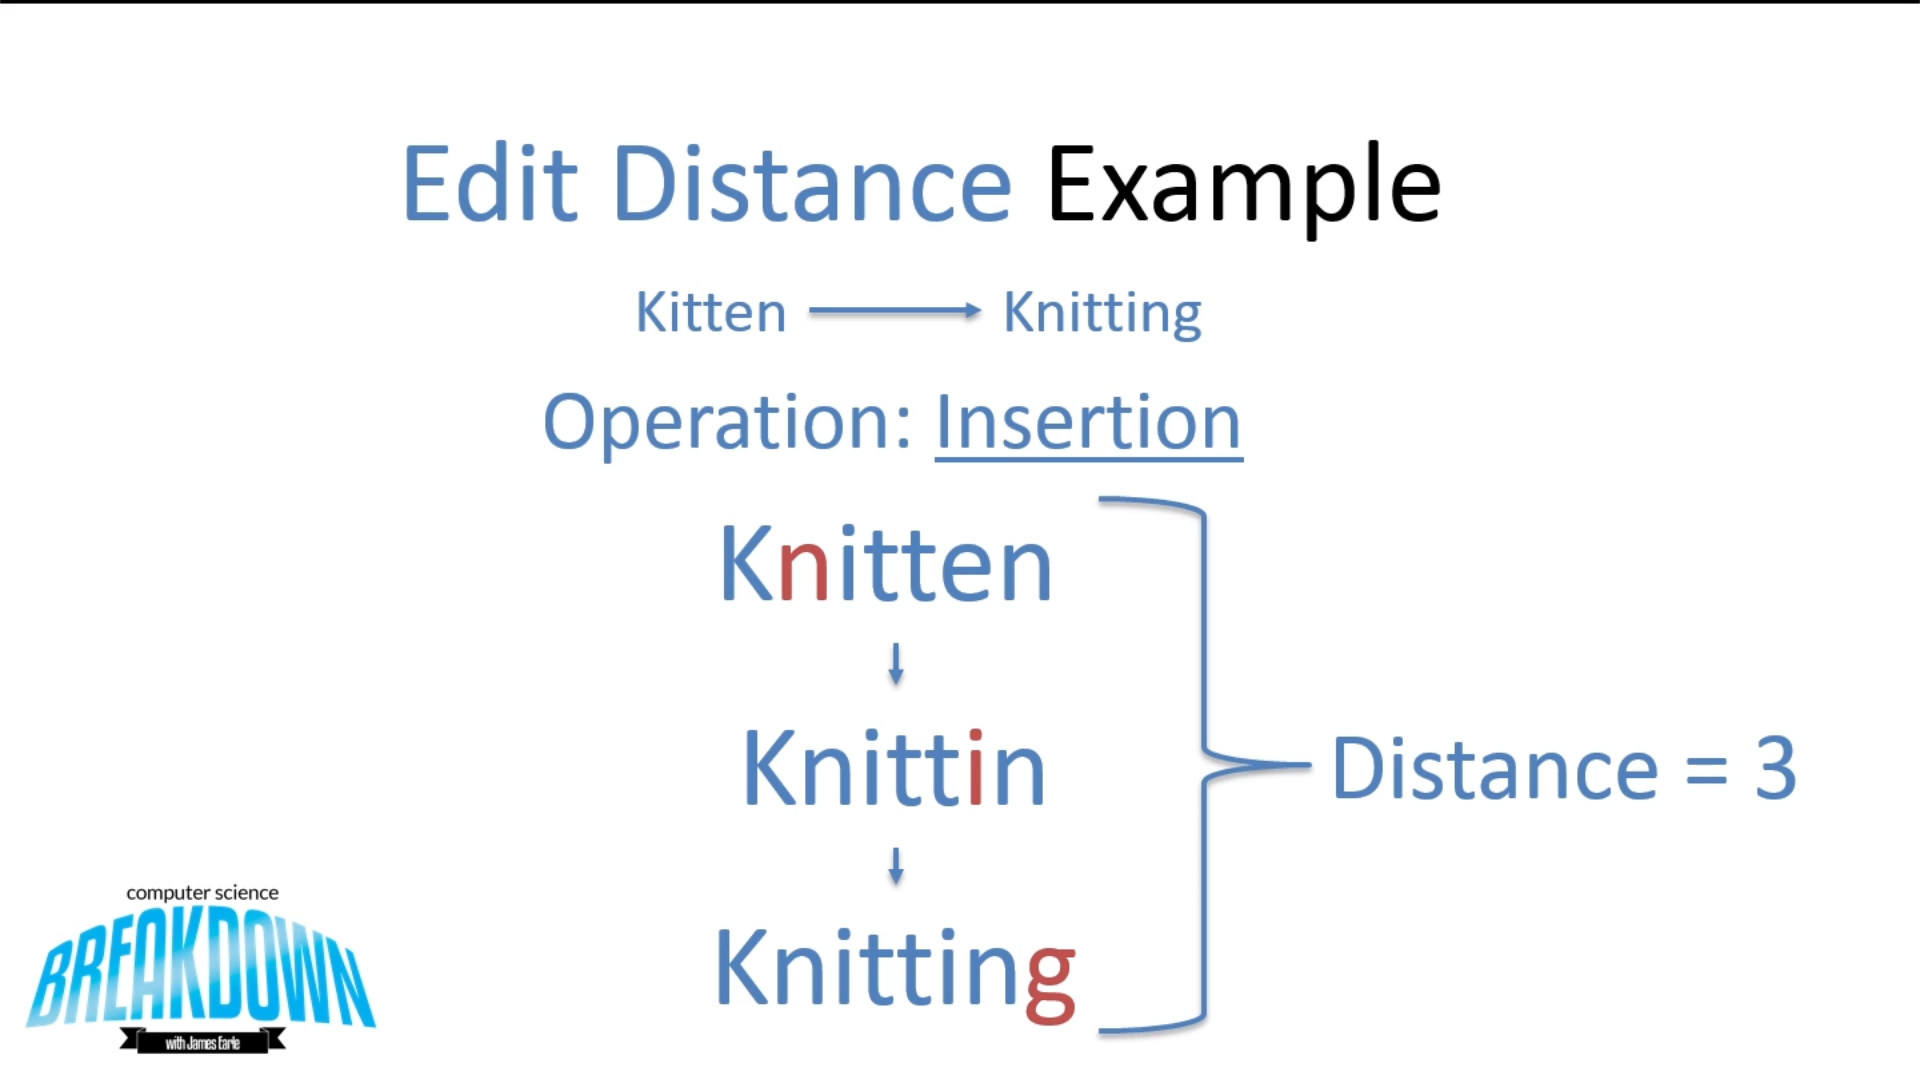 Edit Distance Example
Kitten Knitting
Operation: Insertion
Knitten
Knittin
Distance = 3
Knitting
computer science
BREAKDOWN
with James Earle